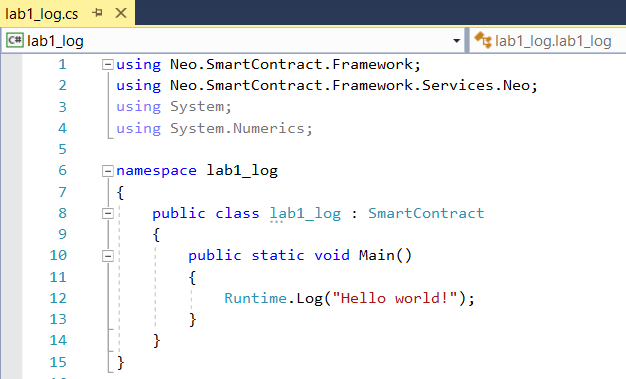 lab1_log.cs
C# lab1_log lab1_log.lab1_log
1 using Neo.SmartContract.Framework;
2 using Neo.SmartContract.Framework.Services.Neo;
3 using System;
4 using System.Numerics;
5
6 namespace lab1_log
7 {
8 public class lab1_log : SmartContract
9 {
10 public static void Main()
11 {
12 Runtime.Log("Hello world!");
13 }
14 }
15 }